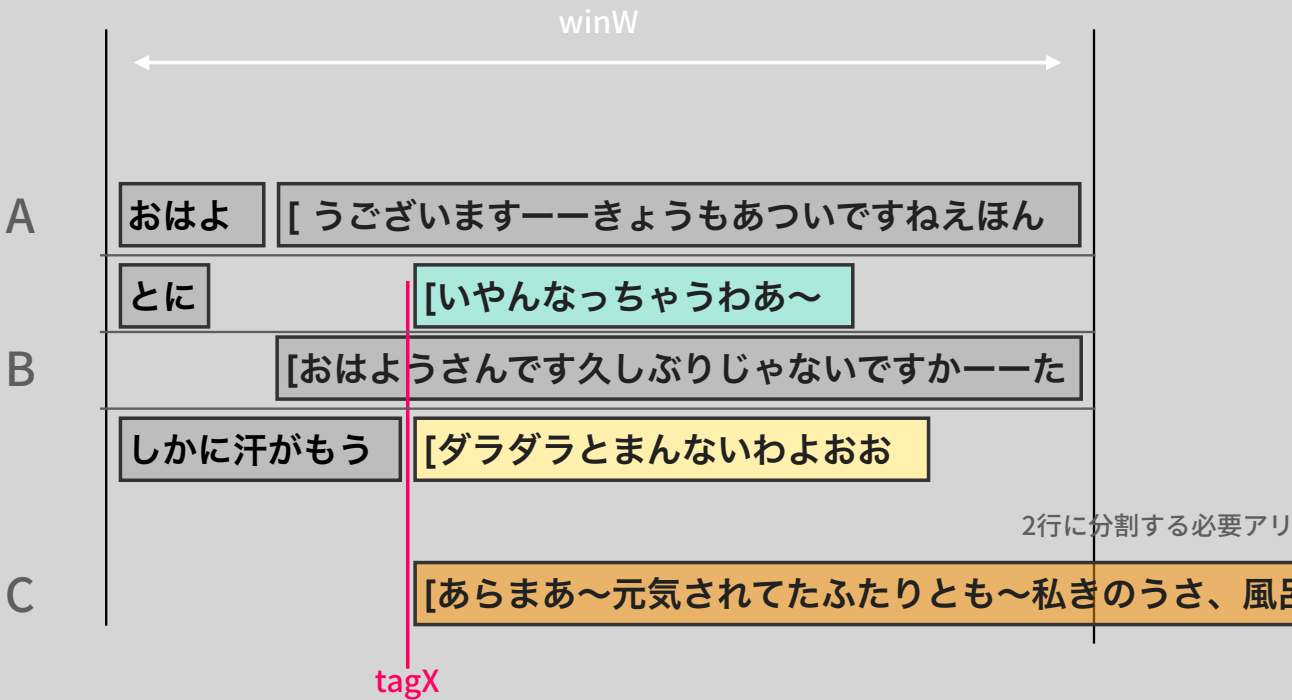 winW
A おはよ [ うございますーーきょうもあついですねえほん
とに [いやんなっちゃうわあ～
B [おはようさんです久しぶりじゃないですかーーた
しかに汗がもう [ダラダラとまんないわよおお
2行に分割する必要アリ
C [あらまあ～元気されてたふたりとも～私きのうさ、風呂
tagX